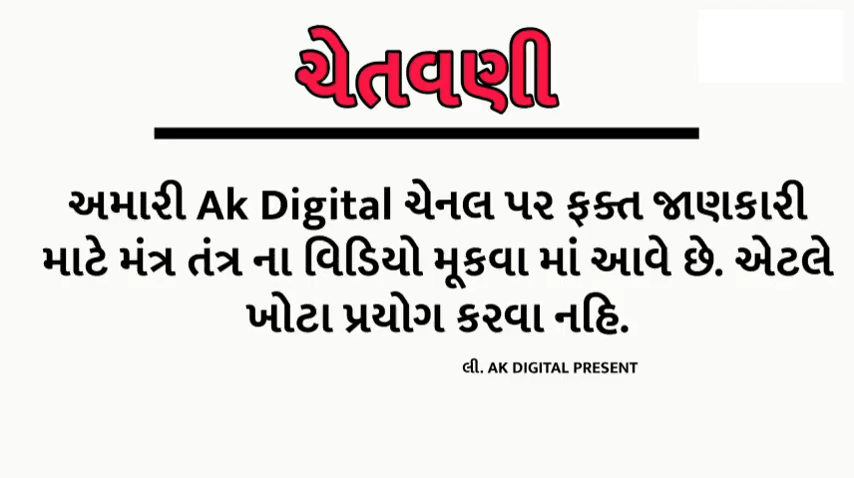 ચેતવણી
અમારી Ak Digital ચેનલ પર ફક્ત જાણકારી
માટે મંત્ર તંત્ર ના વિડિયો મૂકવા માં આવે છે. એટલે
ખોટા પ્રયોગ કરવા નહિ.
લી. AK DIGITAL PRESENT